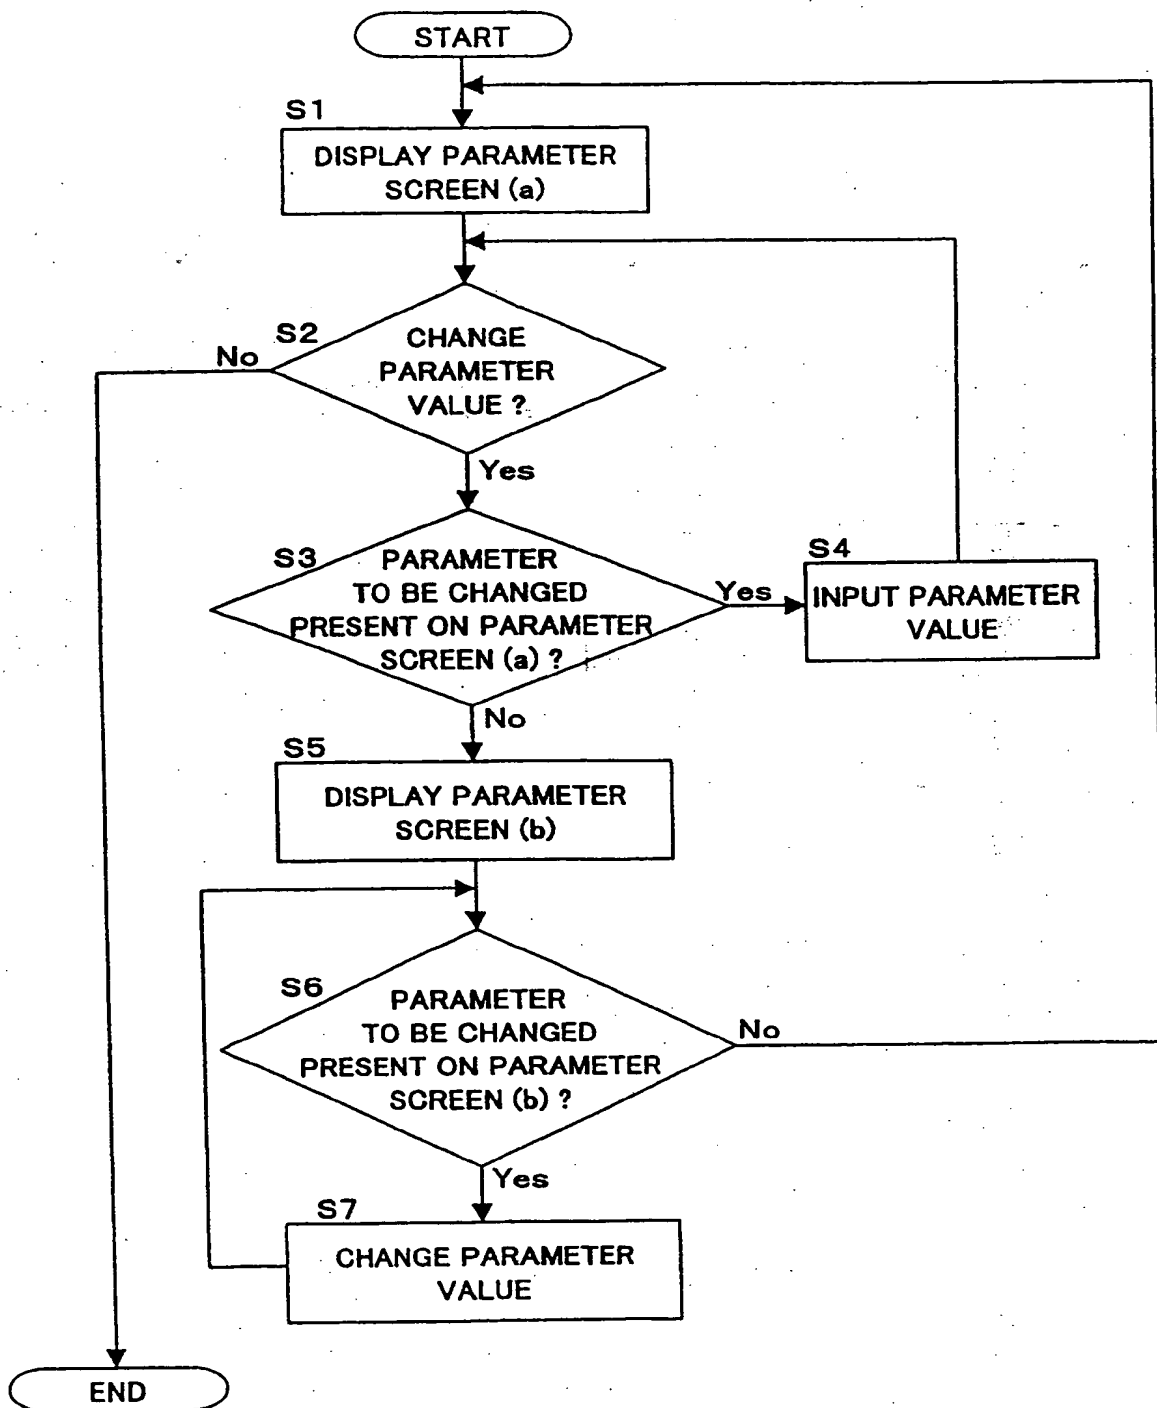 START
S1
DISPLAY PARAMETER
SCREEN (a)
S2
No
CHANGE
PARAMETER
VALUE ?
Yes
S3
PARAMETER
TO BE CHANGED
PRESENT ON PARAMETER
SCREEN (a) ?
Yes
S4
INPUT PARAMETER
VALUE
No
S5
DISPLAY PARAMETER
SCREEN (b)
S6
PARAMETER
TO BE CHANGED
PRESENT ON PARAMETER
SCREEN (b) ?
No
Yes
S7
CHANGE PARAMETER
VALUE
END